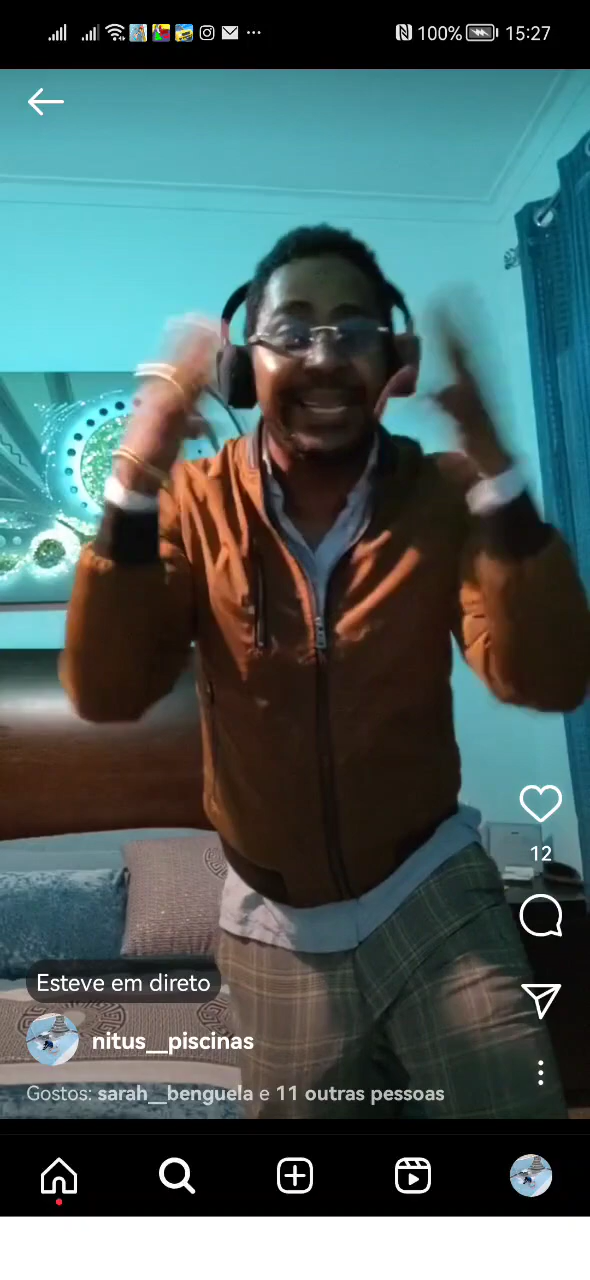 100% 15:27
12
Esteve em direto
nitus__piscinas
Gostos: sarah__benguela e 11 outras pessoas